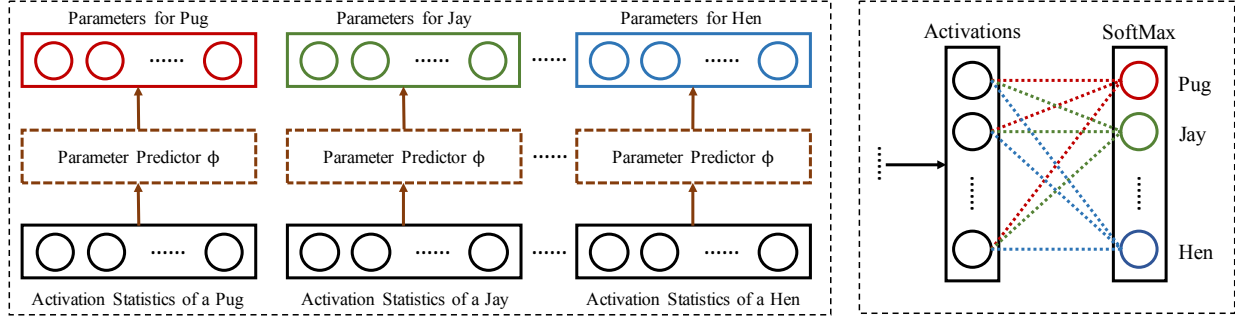 Parameters for Pug
Parameters for Jay
Parameters for Hen
......
......
......
......
Parameter Predictor ϕ
Parameter Predictor ϕ
......
Parameter Predictor ϕ
......
......
......
......
Activation Statistics of a Pug
Activation Statistics of a Jay
Activation Statistics of a Hen
Activations
SoftMax
Pug
Jay
Hen